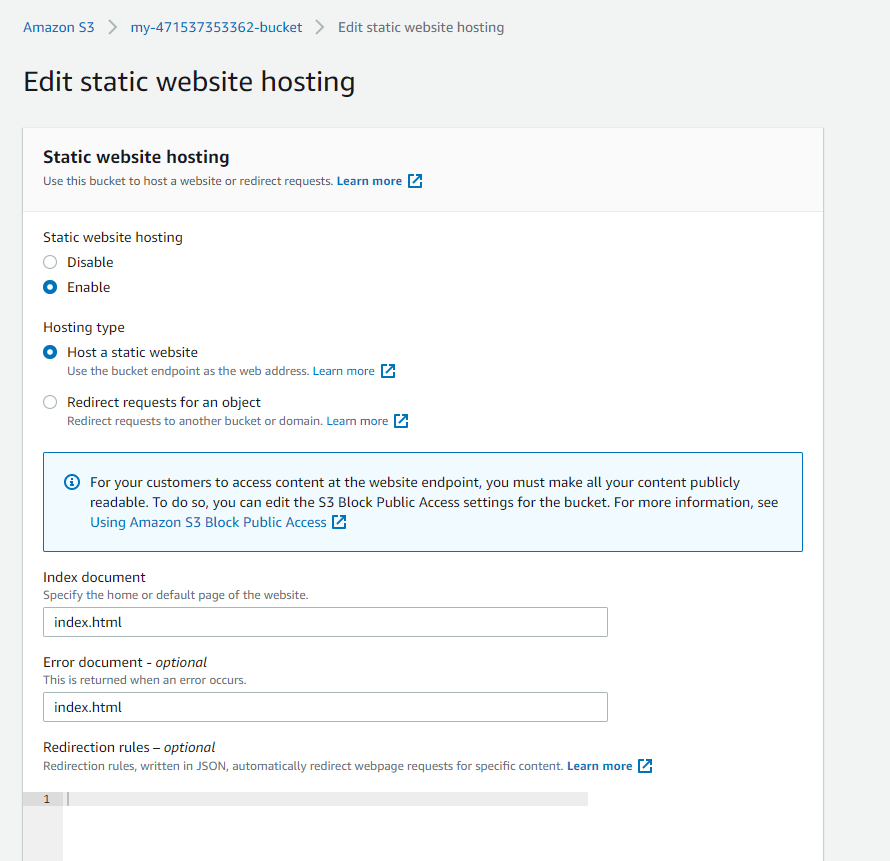 Amazon S3 > my-471537353362-bucket > Edit static website hosting
Edit static website hosting
Static website hosting
Use this bucket to host a website or redirect requests. Learn more
Static website hosting
Disable
Enable
Hosting type
Host a static website
Use the bucket endpoint as the web address. Learn more
Redirect requests for an object
Redirect requests to another bucket or domain. Learn more
For your customers to access content at the website endpoint, you must make all your content publicly
readable. To do so, you can edit the S3 Block Public Access settings for the bucket. For more information, see
Using Amazon S3 Block Public Access
Index document
Specify the home or default page of the website.
index.html
Error document - optional
This is returned when an error occurs.
index.html
Redirection rules – optional
Redirection rules, written in JSON, automatically redirect webpage requests for specific content. Learn more
1